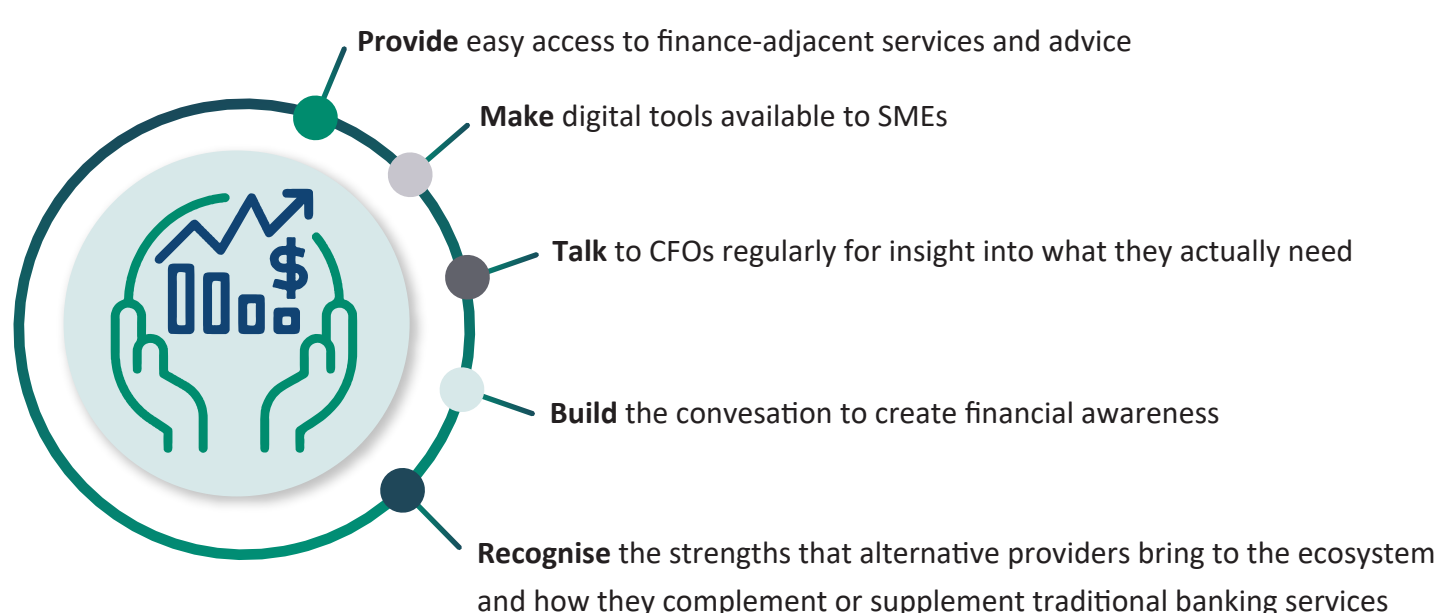 Provide easy access to finance-adjacent services and advice
Make digital tools available to SMEs
$
Talk to CFOs regularly for insight into what they actually need
Build the convesation to create financial awareness
Recognise the strengths that alternative providers bring to the ecosystem
and how they complement or supplement traditional banking services